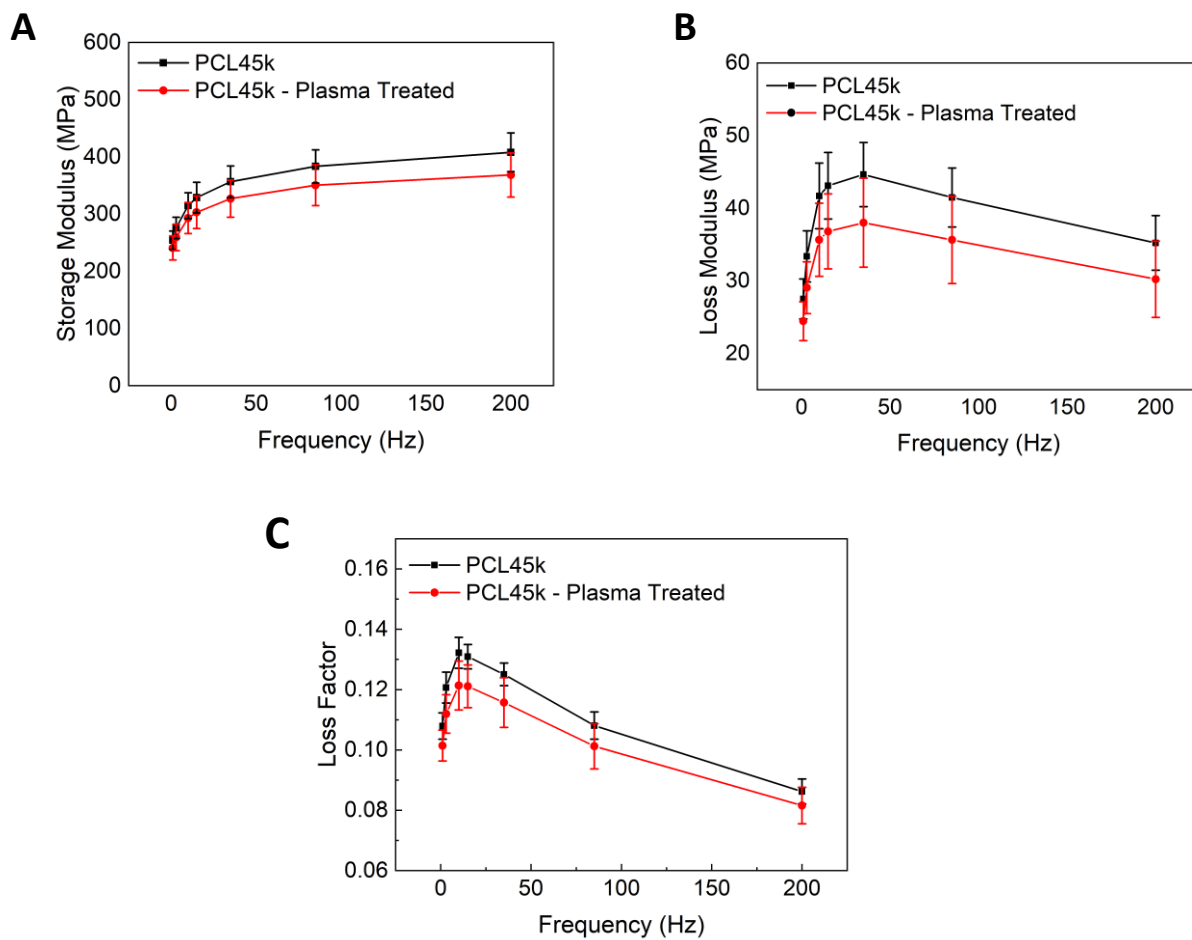 A
600
500
400
300
200
100
0
Storage Modulus (MPa)
PCL45k
PCL45k - Plasma Treated
0 50 100 150 200
Frequency (Hz)
B
60
50
40
30
20
Loss Modulus (MPa)
PCL45k
PCL45k - Plasma Treated
0 50 100 150 200
Frequency (Hz)
C
0.16
0.14
0.12
0.10
0.08
0.06
Loss Factor
PCL45k
PCL45k - Plasma Treated
0 50 100 150 200
Frequency (Hz)